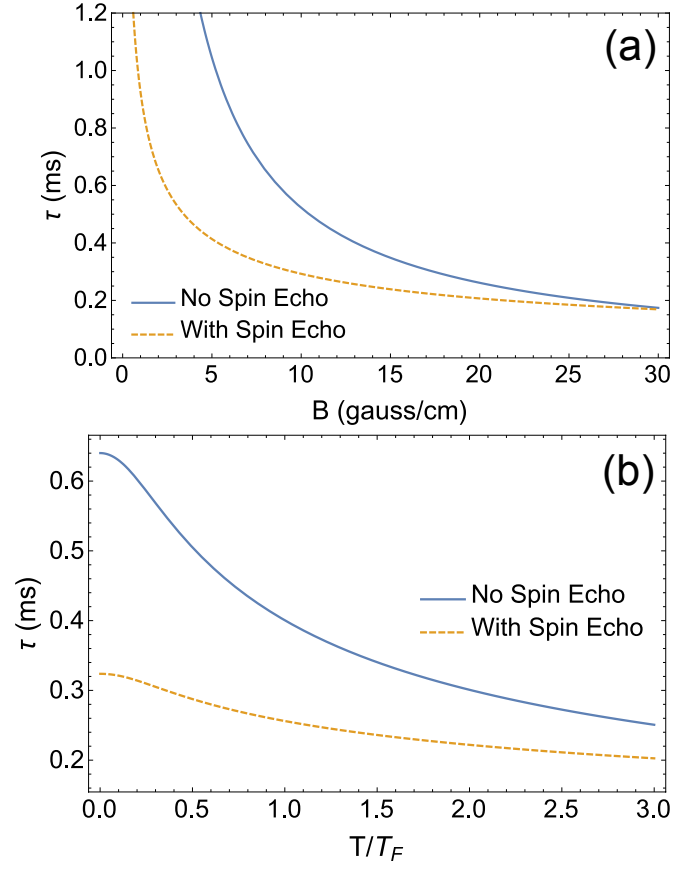 (a)
1.2
1.0
0.8
0.6
0.4
0.2
0.0
τ (ms)
No Spin Echo
With Spin Echo
0 5 10 15 20 25 30
B (gauss/cm)
(b)
0.6
0.5
0.4
0.3
0.2
τ (ms)
No Spin Echo
With Spin Echo
0.0 0.5 1.0 1.5 2.0 2.5 3.0
T/T_F